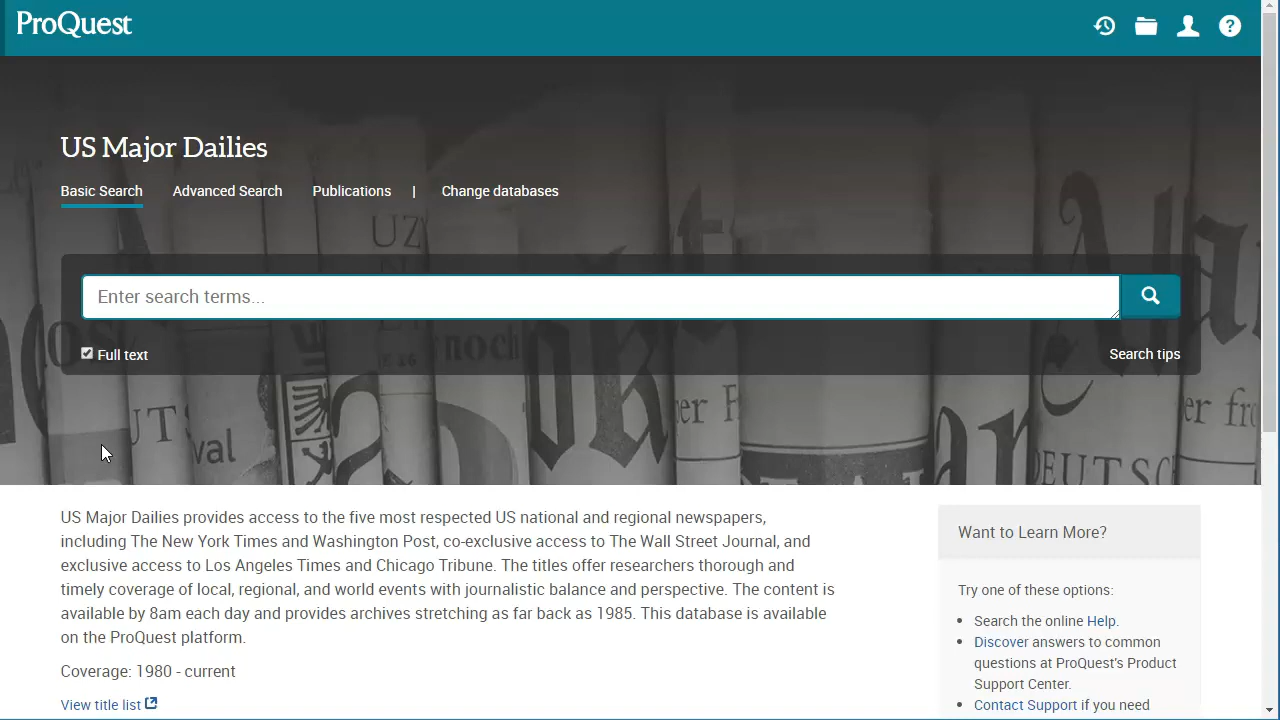 ProQuest
US Major Dailies
Basic Search Advanced Search Publications | Change databases
Enter search terms...
Full text
Search tips
US Major Dailies provides access to the five most respected US national and regional newspapers,
including The New York Times and Washington Post, co-exclusive access to The Wall Street Journal, and
exclusive access to Los Angeles Times and Chicago Tribune. The titles offer researchers thorough and
timely coverage of local, regional, and world events with journalistic balance and perspective. The content is
available by 8am each day and provides archives stretching as far back as 1985. This database is available
on the ProQuest platform.
Coverage: 1980 - current
View title list
Want to Learn More?
Try one of these options:
• Search the online Help.
• Discover answers to common
questions at ProQuest's Product
Support Center.
• Contact Support if you need